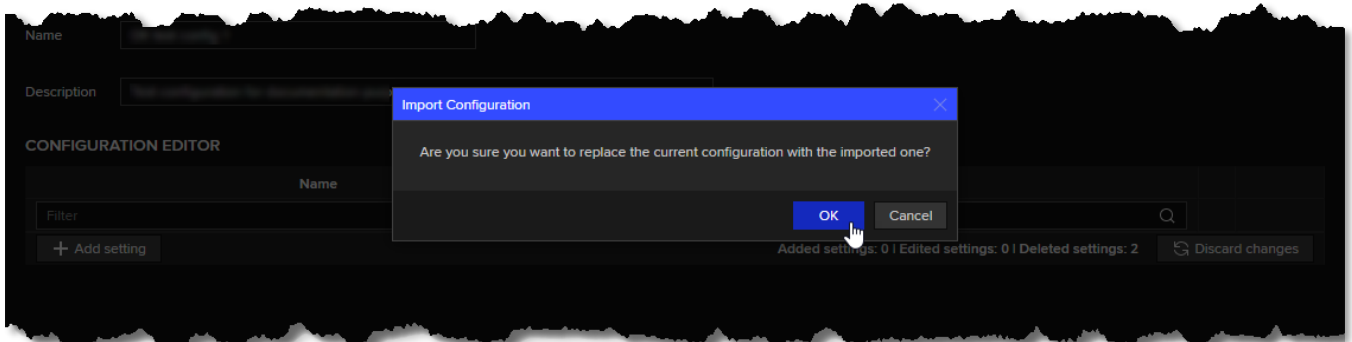 Name
Description
Import Configuration
Are you sure you want to replace the current configuration with the imported one?
OK
Cancel
CONFIGURATION EDITOR
Name
Filter
Add setting
Added settings: 0 | Edited settings: 0 | Deleted settings: 2
Discard changes